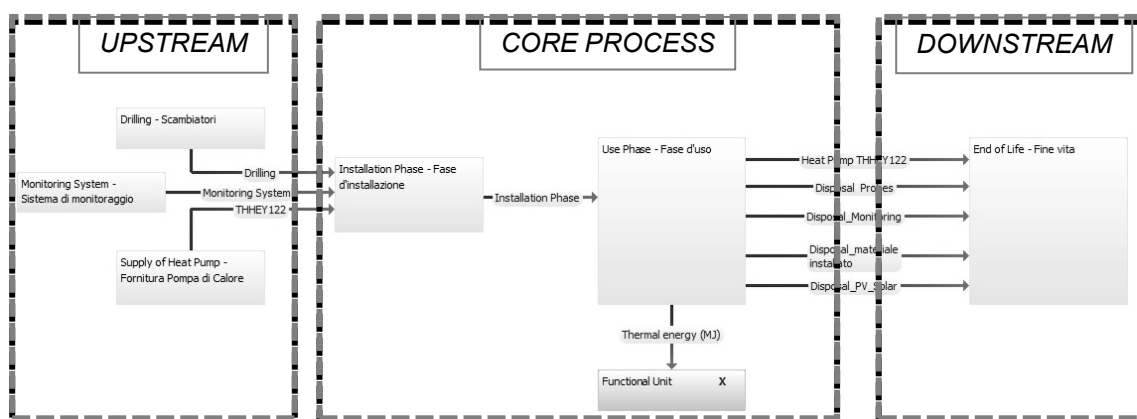 UPSTREAM
CORE PROCESS
DOWNSTREAM
Drilling - Scambiatori
Drilling
Monitoring System -
Sistema di monitoraggio
Monitoring System
THHEY122
Supply of Heat Pump -
Fornitura Pompa di Calore
Installation Phase - Fase
d'installazione
Installation Phase
Use Phase - Fase d'uso
Heat Pump THHEY122
Disposal_Probes
Disposal_Monitoring
Disposal_materiale
installato
Disposal_PV_Solar
Thermal energy (MJ)
Functional Unit X
End of Life - Fine vita